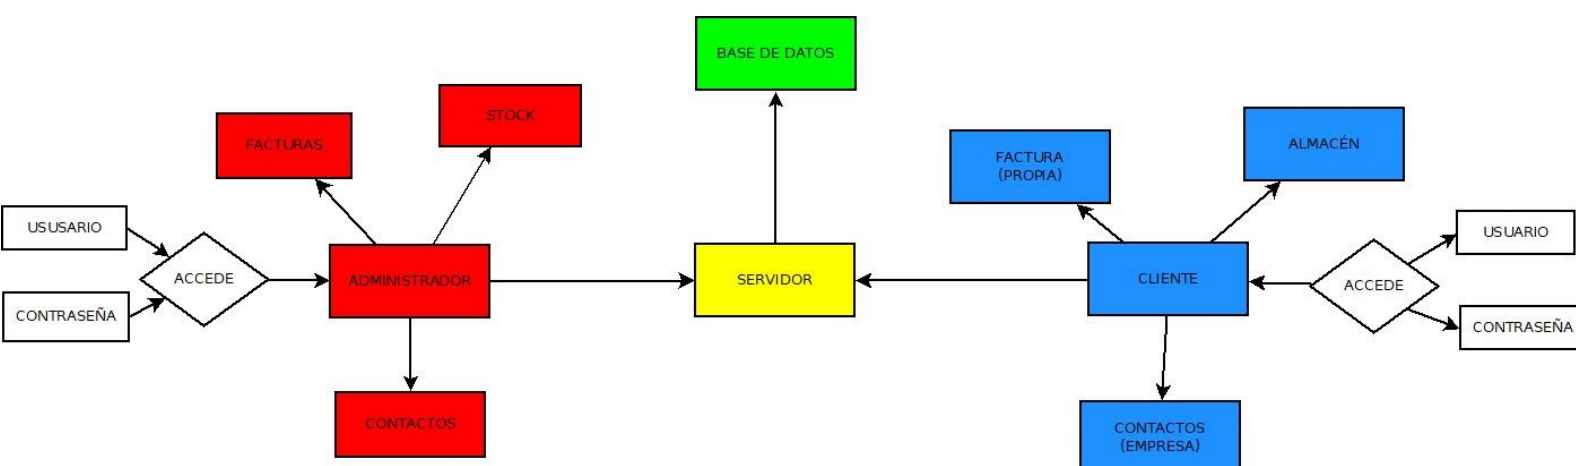 BASE DE DATOS
STOCK
FACTURAS
ALMACÉN
FACTURA
(PROPIA)
USUSARIO
ACCEDE
CONTRASEÑA
ADMINISTRADOR
SERVIDOR
CLIENTE
ACCEDE
USUARIO
CONTRASEÑA
CONTACTOS
CONTACTOS
(EMPRESA)